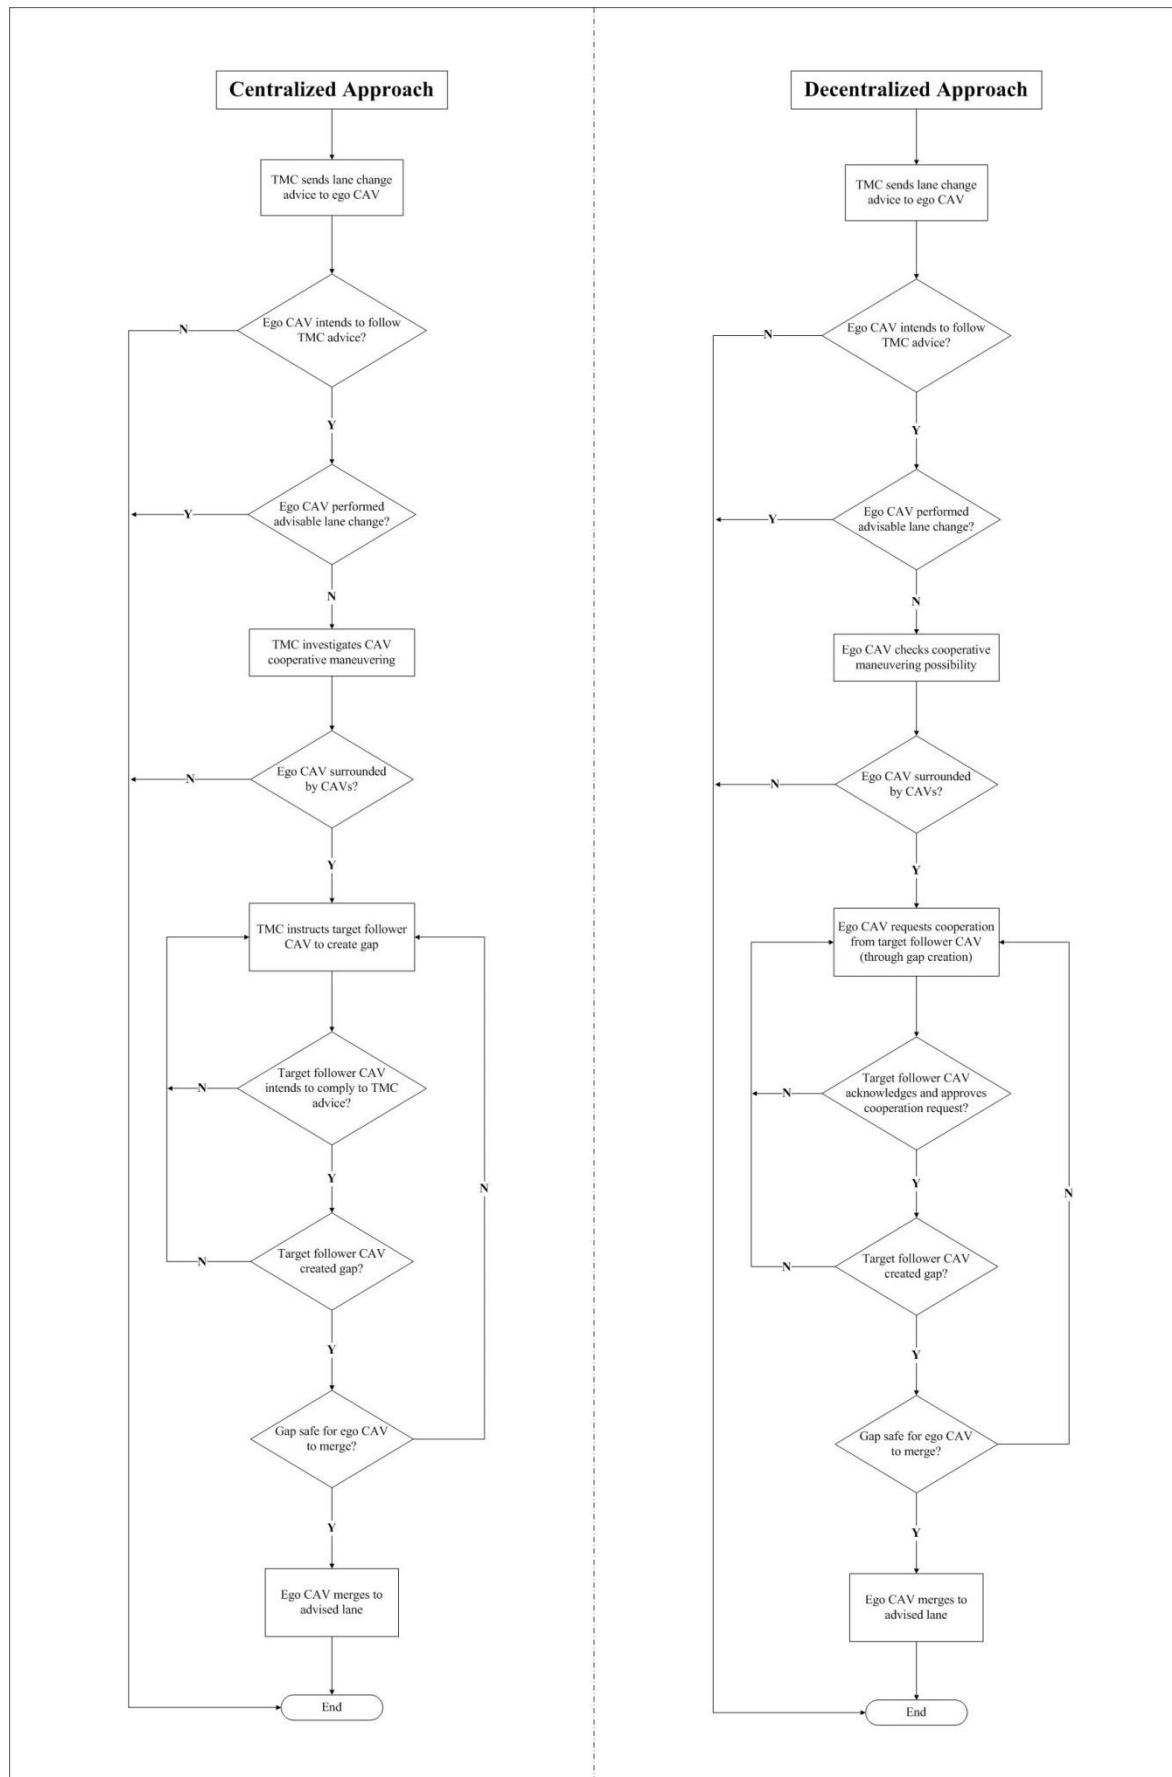 Centralized Approach
TMC sends lane change
advice to ego CAV
Ego CAV intends to follow
TMC advice?
N
Y
Ego CAV performed
advisable lane change?
Y
N
TMC investigates CAV
cooperative maneuvering
Ego CAV surrounded
by CAVs?
N
Y
TMC instructs target follower
CAV to create gap
Target follower CAV
intends to comply to TMC
advice?
N
Y
N
Target follower CAV
created gap?
N
Y
Gap safe for ego CAV
to merge?
Y
Ego CAV merges to
advised lane
End
Decentralized Approach
TMC sends lane change
advice to ego CAV
Ego CAV intends to follow
TMC advice?
N
Y
Ego CAV performed
advisable lane change?
Y
N
Ego CAV checks cooperative
maneuvering possibility
Ego CAV surrounded
by CAVs?
N
Y
Ego CAV requests cooperation
from target follower CAV
(through gap creation)
Target follower CAV
acknowledges and approves
cooperation request?
N
Y
N
Target follower CAV
created gap?
N
Y
Gap safe for ego CAV
to merge?
Y
Ego CAV merges to
advised lane
End